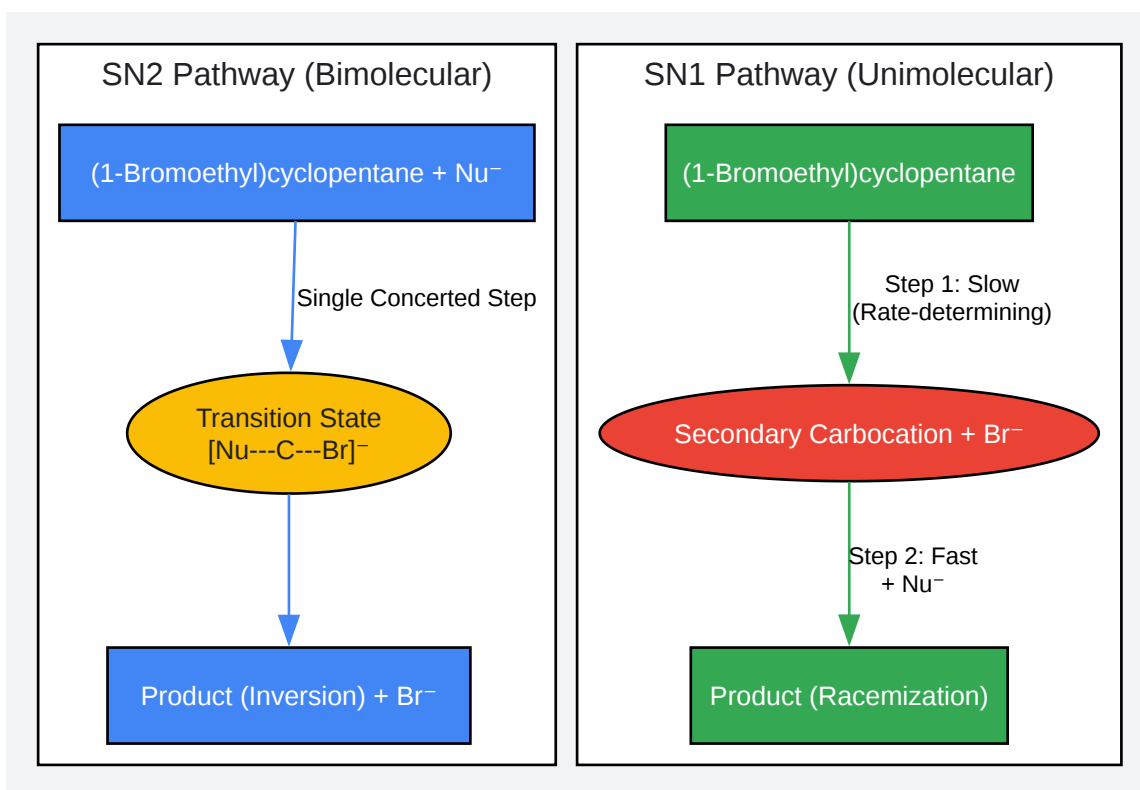 SN2 Pathway (Bimolecular)
(1-Bromoethyl)cyclopentane + Nu⁻
Single Concerted Step
Transition State
[Nu---C---Br]⁻
Product (Inversion) + Br⁻
SN1 Pathway (Unimolecular)
(1-Bromoethyl)cyclopentane
Step 1: Slow
(Rate-determining)
Secondary Carbocation + Br⁻
Step 2: Fast
+ Nu⁻
Product (Racemization)